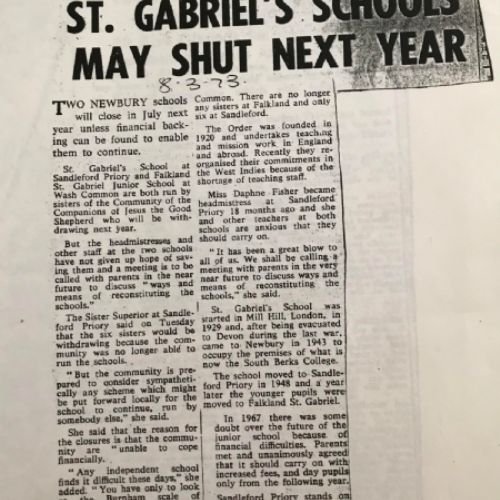 ST. GABRIEL'S SCHOOLS
MAY SHUT NEXT YEAR
8.3.73.
TWO NEWBURY schools
will close in July next
year unless financial back-
ing can be found to enable
them to continue.
St. Gabriel's School at
Sandleford Priory and Falkland
St. Gabriel Junior School at
Wash Common are both run by
sisters of the Community of the
Companions of Jesus the Good
Shepherd who will be with-
drawing next year.
But the headmistresses and
other staff at the two schools
have not given up hope of sav-
ing them and a meeting is to be
called with parents in the near
future to discuss "ways and
means of reconstituting the
schools."
The Sister Superior at Sandle-
ford Priory said on Tuesday
that the six sisters would be
withdrawing because the com-
munity was no longer able to
run the schools.
"But the community is pre-
pared to consider sympatheti-
cally any scheme which might
be put forward locally for the
school to continue, run by
somebody else," she said.
She said that the reason for
the closures is that the commu-
nity are "unable to cope
financially.
"Any independent school
finds it difficult these days," she
added. "You have only to look
Burnham scale of
Common. There are no longer
any sisters at Falkland and only
six at Sandleford.
The Order was founded in
1920 and undertakes teaching
and mission work in England
and abroad. Recently they re-
organised their commitments in
the West Indies because of the
shortage of teaching staff.
Miss Daphne Fisher became
headmistress at Sandleford
Priory 18 months ago and she
and other teachers at both
schools are anxious that they
should carry on.
"It has been a great blow to
all of us. We shall be calling a
meeting with parents in the very
near future to discuss ways and
means of reconstituting the
schools," she said.
St. Gabriel's School was
started in Mill Hill, London, in
1929 and, after being evacuated
to Devon during the last war,
came to Newbury in 1943 to
occupy the premises of what is
now the South Berks College.
The school moved to Sandle-
ford Priory in 1948 and a year
later the younger pupils were
moved to Falkland St. Gabriel.
In 1967 there was some
doubt over the future of the
junior school because of
financial difficulties. Parents
met and unanimously agreed
that it should carry on with
increased fees, and day pupils
only from the following year.
Sandleford Priory stands on